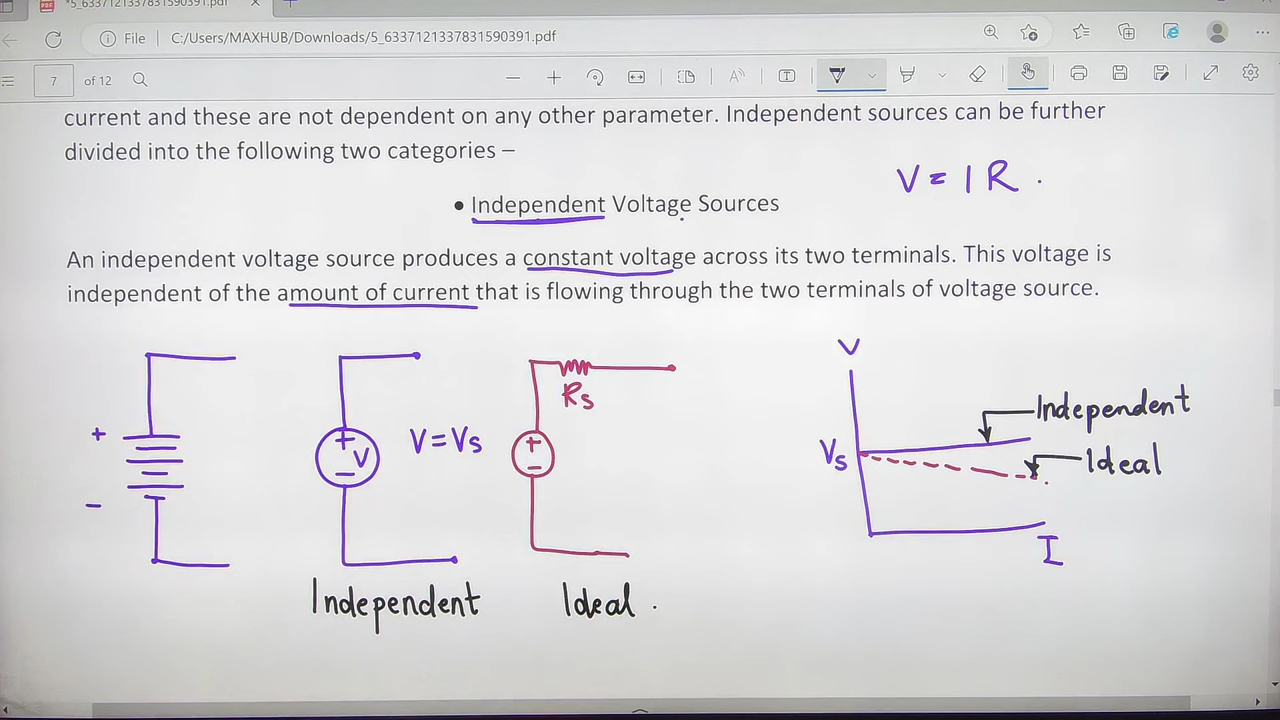 *5_6337121337831590391.pdf
File
C:/Users/MAXHUB/Downloads/5_6337121337831590391.pdf
7 of 12
current and these are not dependent on any other parameter. Independent sources can be further
divided into the following two categories –
V = I R .
• Independent Voltage Sources
An independent voltage source produces a constant voltage across its two terminals. This voltage is
independent of the amount of current that is flowing through the two terminals of voltage source.
V
Rs
Independent
+ + V V=Vs + Vs Ideal
- - -
I
Independent Ideal .